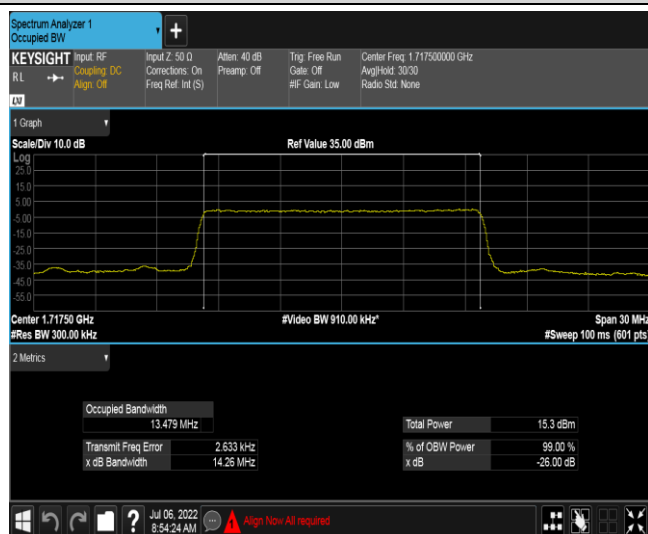 Spectrum Analyzer 1
Occupied BW
KEYSIGHT
RL
LXI
Input: RF
Coupling: DC
Align: Off
Input Z: 50 Ω
Corrections: On
Freq Ref: Int (S)
Atten: 40 dB
Preamp: Off
Trig: Free Run
Gate: Off
#IF Gain: Low
Center Freq: 1.717500000 GHz
Avg|Hold: 30/30
Radio Std: None
1 Graph
Scale/Div 10.0 dB
Ref Value 35.00 dBm
Log
25.0
15.0
5.00
-5.00
-15.0
-25.0
-35.0
-45.0
-55.0
Center 1.71750 GHz
#Video BW 910.00 kHz*
Span 30 MHz
#Res BW 300.00 kHz
#Sweep 100 ms (601 pts)
2 Metrics
Occupied Bandwidth
13.479 MHz
Total Power 15.3 dBm
Transmit Freq Error 2.633 kHz
% of OBW Power 99.00 %
x dB Bandwidth 14.26 MHz
x dB -26.00 dB
?
Jul 06, 2022
8:54:24 AM
Align Now All required